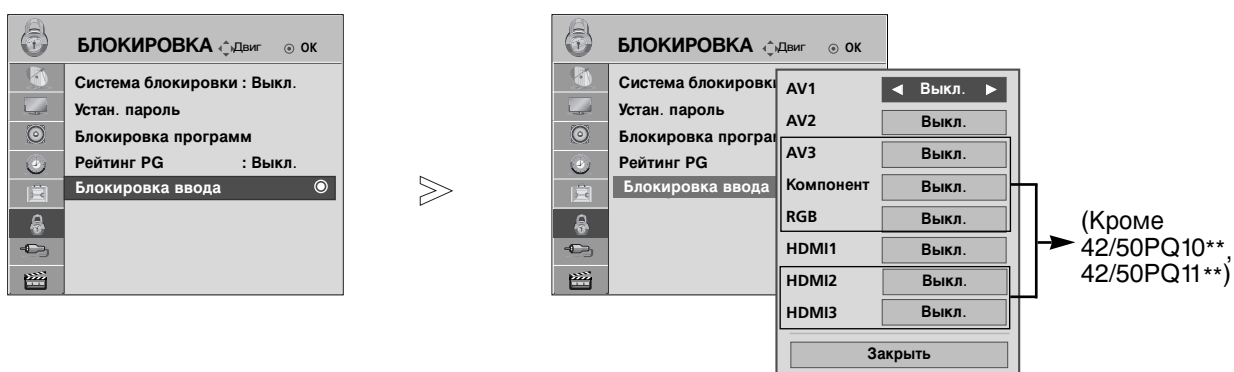 БЛОКИРОВКА Двиг OK
Система блокировки : Выкл.
Устан. пароль
Блокировка программ
Рейтинг PG : Выкл.
Блокировка ввода
БЛОКИРОВКА Двиг OK
Система блокировки
Устан. пароль
Блокировка програм
Рейтинг PG
Блокировка ввода
AV1 ◀ Выкл. ▶
AV2 Выкл.
AV3 Выкл.
Компонент Выкл.
RGB Выкл.
HDMI1 Выкл.
HDMI2 Выкл.
HDMI3 Выкл.
Закрыть
(Кроме
42/50PQ10**,
42/50PQ11**)